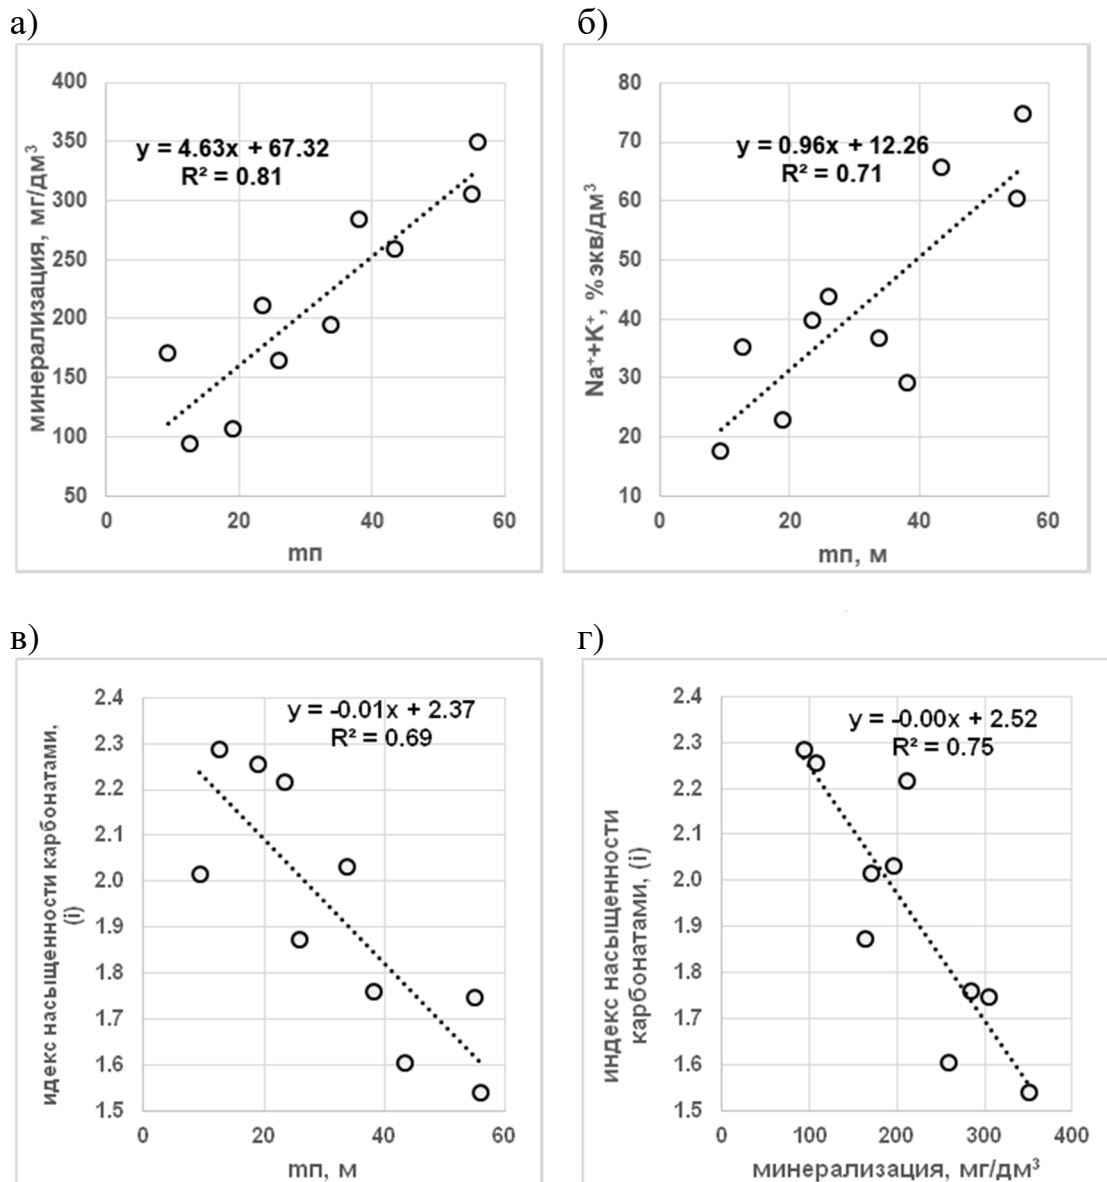 а)
400
350
300
250
200
150
100
50
0
20
40
60
минерализация, мг/дм³
mп
y = 4.63x + 67.32
R² = 0.81
б)
80
70
60
50
40
30
20
10
0
20
40
60
Na⁺+K⁺, %экв/дм³
mп, м
y = 0.96x + 12.26
R² = 0.71
в)
2.4
2.3
2.2
2.1
2.0
1.9
1.8
1.7
1.6
1.5
0
20
40
60
идекс насыщенности карбонатами,
(i)
mп, м
y = -0.01x + 2.37
R² = 0.69
г)
2.4
2.3
2.2
2.1
2.0
1.9
1.8
1.7
1.6
1.5
0
100
200
300
400
индекс насыщенности
карбонатами, (i)
минерализация, мг/дм³
y = -0.00x + 2.52
R² = 0.75